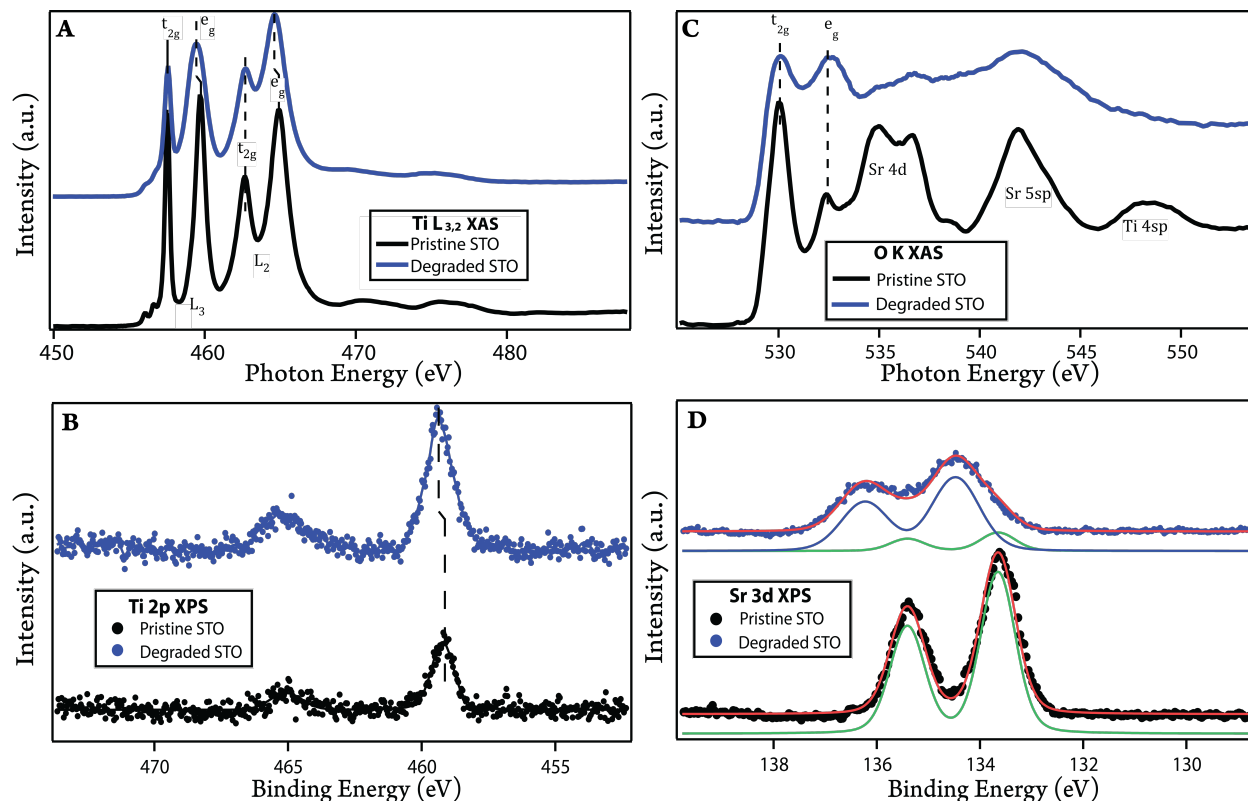 A
t2g
eg
eg
t2g
L2
L3
Ti L3,2 XAS
Pristine STO
Degraded STO
Intensity (a.u.)
450
460
470
480
Photon Energy (eV)
C
t2g
eg
Sr 4d
Sr 5sp
Ti 4sp
O K XAS
Pristine STO
Degraded STO
Intensity (a.u.)
530
535
540
545
550
Photon Energy (eV)
B
Ti 2p XPS
Pristine STO
Degraded STO
Intensity (a.u.)
470
465
460
455
Binding Energy (eV)
D
Sr 3d XPS
Pristine STO
Degraded STO
Intensity (a.u.)
138
136
134
132
130
Binding Energy (eV)